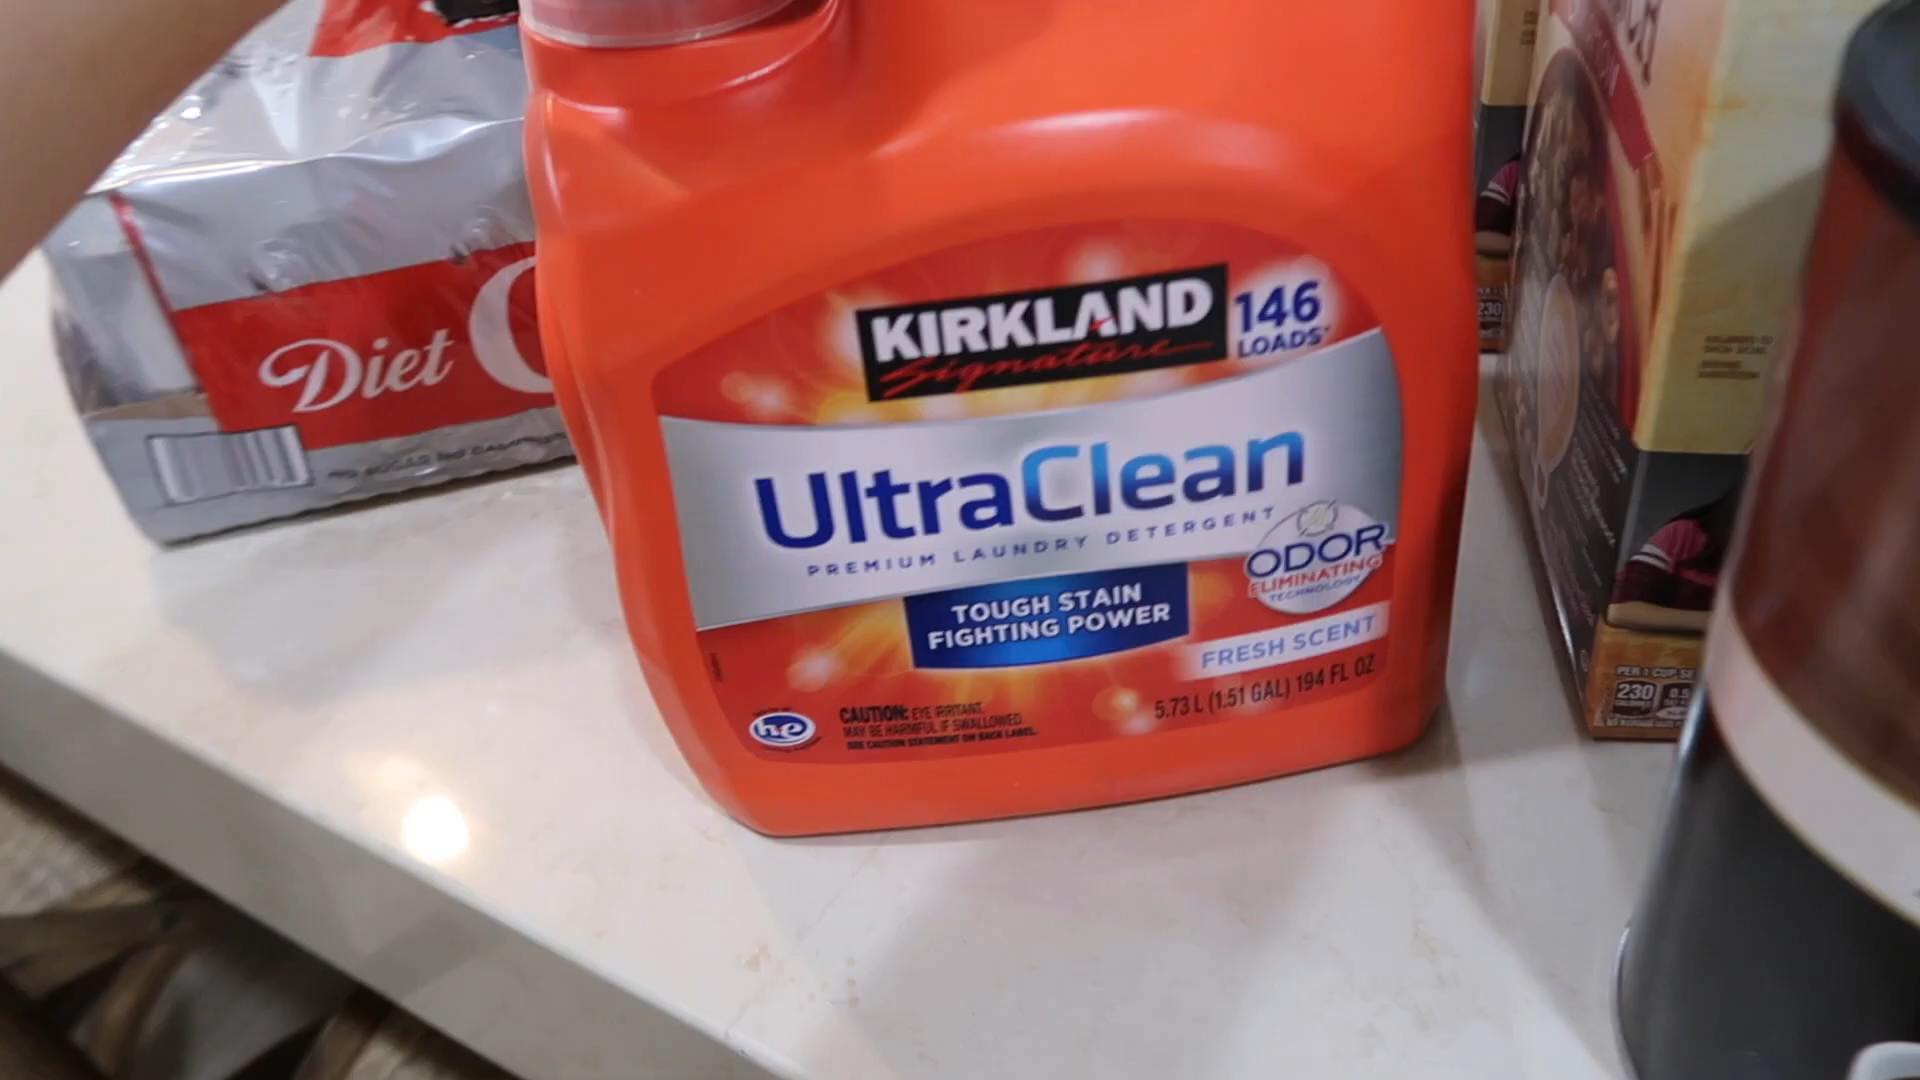 Diet
KIRKLAND
Signature
146
LOADS*
UltraClean
PREMIUM LAUNDRY DETERGENT
ODOR
ELIMINATING
TECHNOLOGY
TOUGH STAIN
FIGHTING POWER
FRESH SCENT
5.73 L (1.51 GAL) 194 FL OZ
he
CAUTION: EYE IRRITANT.
MAY BE HARMFUL IF SWALLOWED.
SEE CAUTION STATEMENT ON BACK LABEL.
230
PER 1 CUP
230
CALORIES